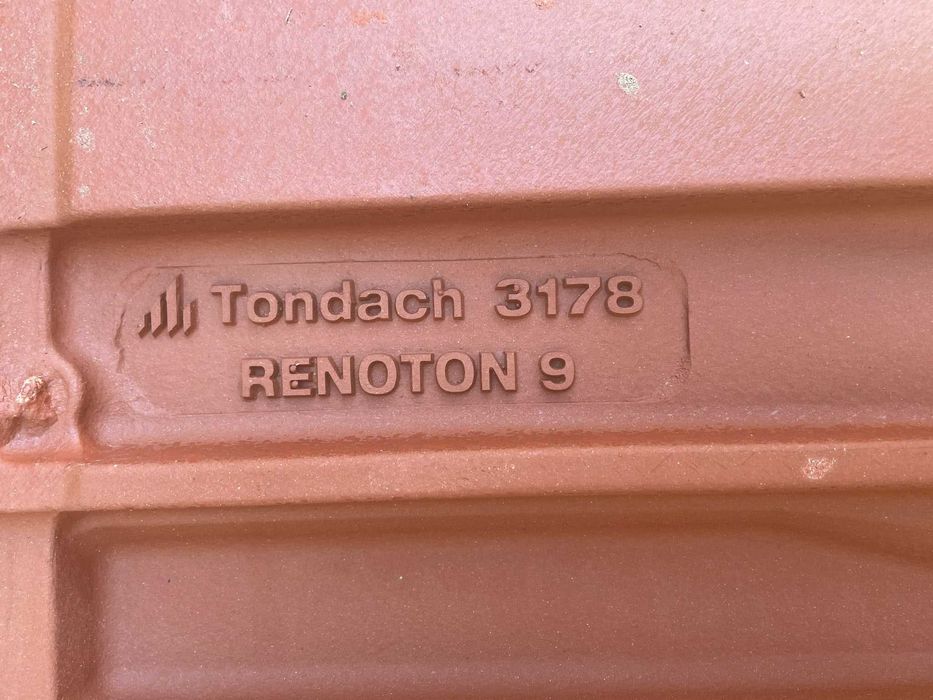 Tondach 3178
RENOTON 9